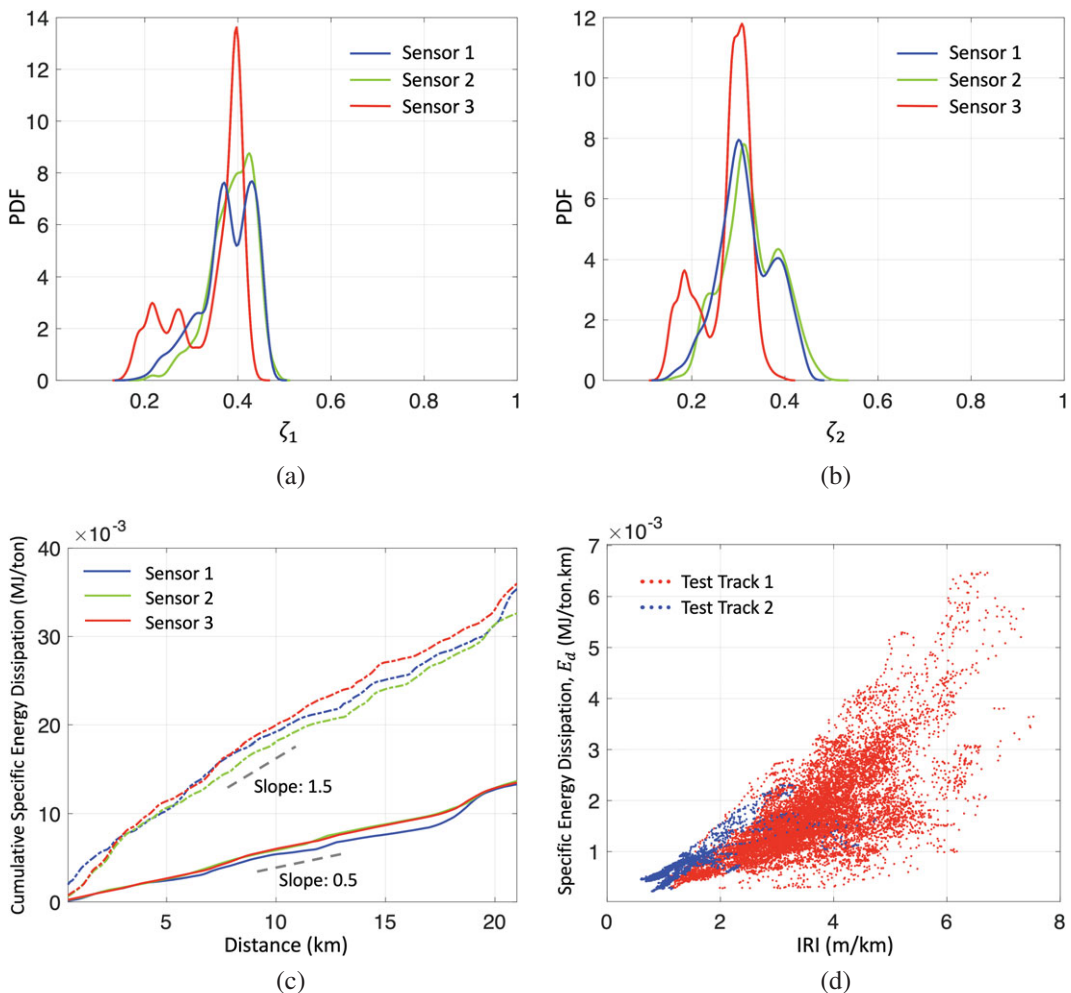 14
12
10
8
6
4
2
0
PDF
0.2
0.4
0.6
0.8
1
ζ₁
Sensor 1
Sensor 2
Sensor 3
(a)
12
10
8
6
4
2
0
PDF
0.2
0.4
0.6
0.8
1
ζ₂
Sensor 1
Sensor 2
Sensor 3
(b)
×10⁻³
40
30
20
10
0
Cumulative Specific Energy Dissipation (MJ/ton)
Sensor 1
Sensor 2
Sensor 3
Slope: 1.5
Slope: 0.5
5
10
15
20
Distance (km)
(c)
×10⁻³
7
6
5
4
3
2
1
Specific Energy Dissipation, E_d (MJ/ton.km)
Test Track 1
Test Track 2
0
2
4
6
8
IRI (m/km)
(d)